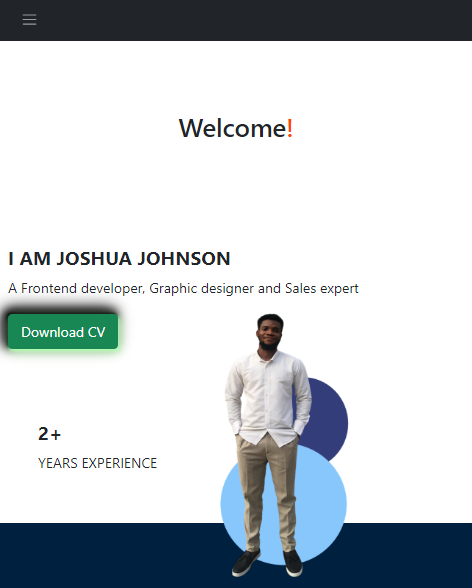 Welcome!
I AM JOSHUA JOHNSON
A Frontend developer, Graphic designer and Sales expert
Download CV
2+
YEARS EXPERIENCE